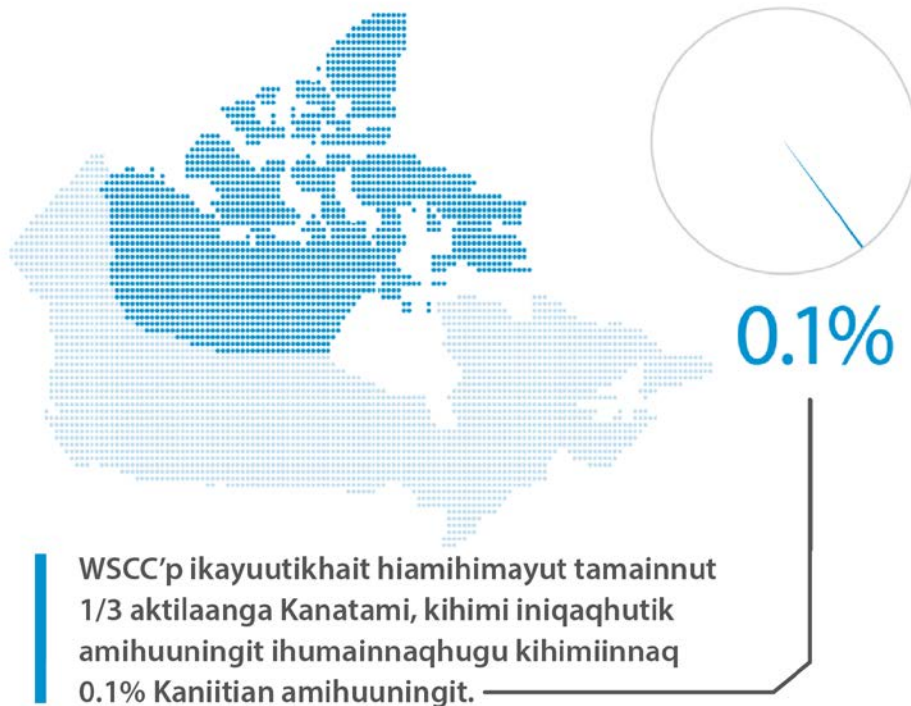 0.1%
WSCC'p ikayuutikhait hiamihimayut tamainnut
1/3 aktilaanga Kanatami, kihimi iniqaqhutik
amihuuningit ihumainnaqhugu kihimiinnaq
0.1% Kaniitian amihuuningit.